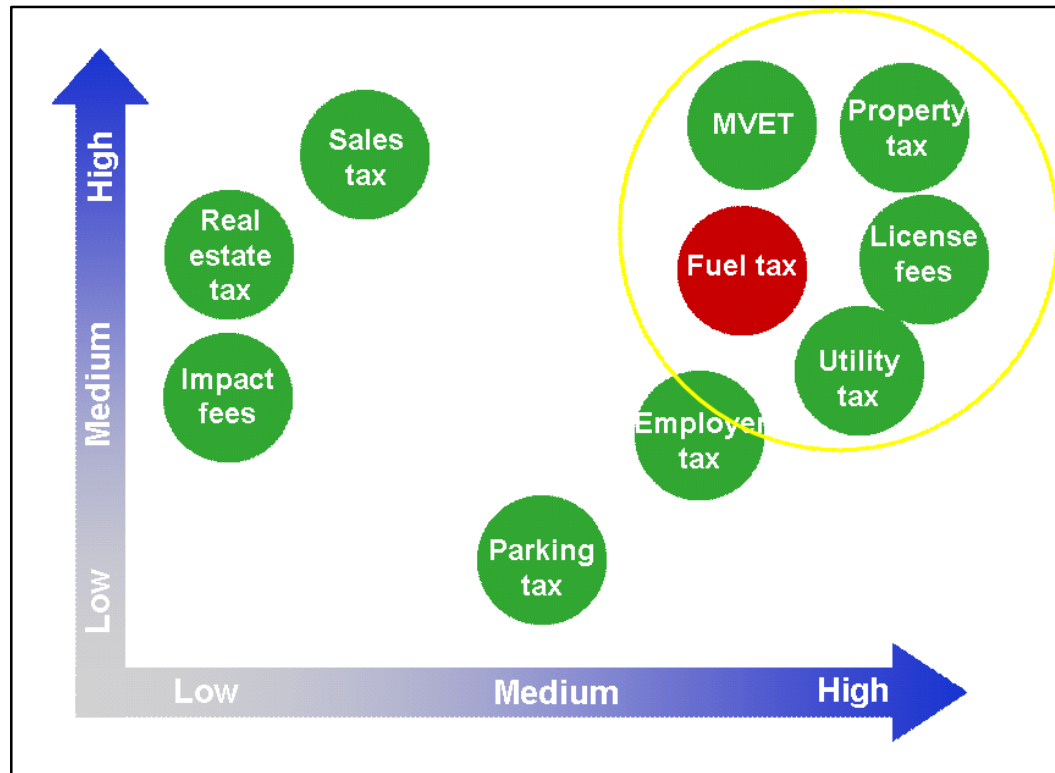 High
Medium
Low
Sales
tax
Real
estate
tax
Impact
fees
MVET
Property
tax
Fuel tax
License
fees
Utility
tax
Employer
tax
Parking
tax
Low
Medium
High